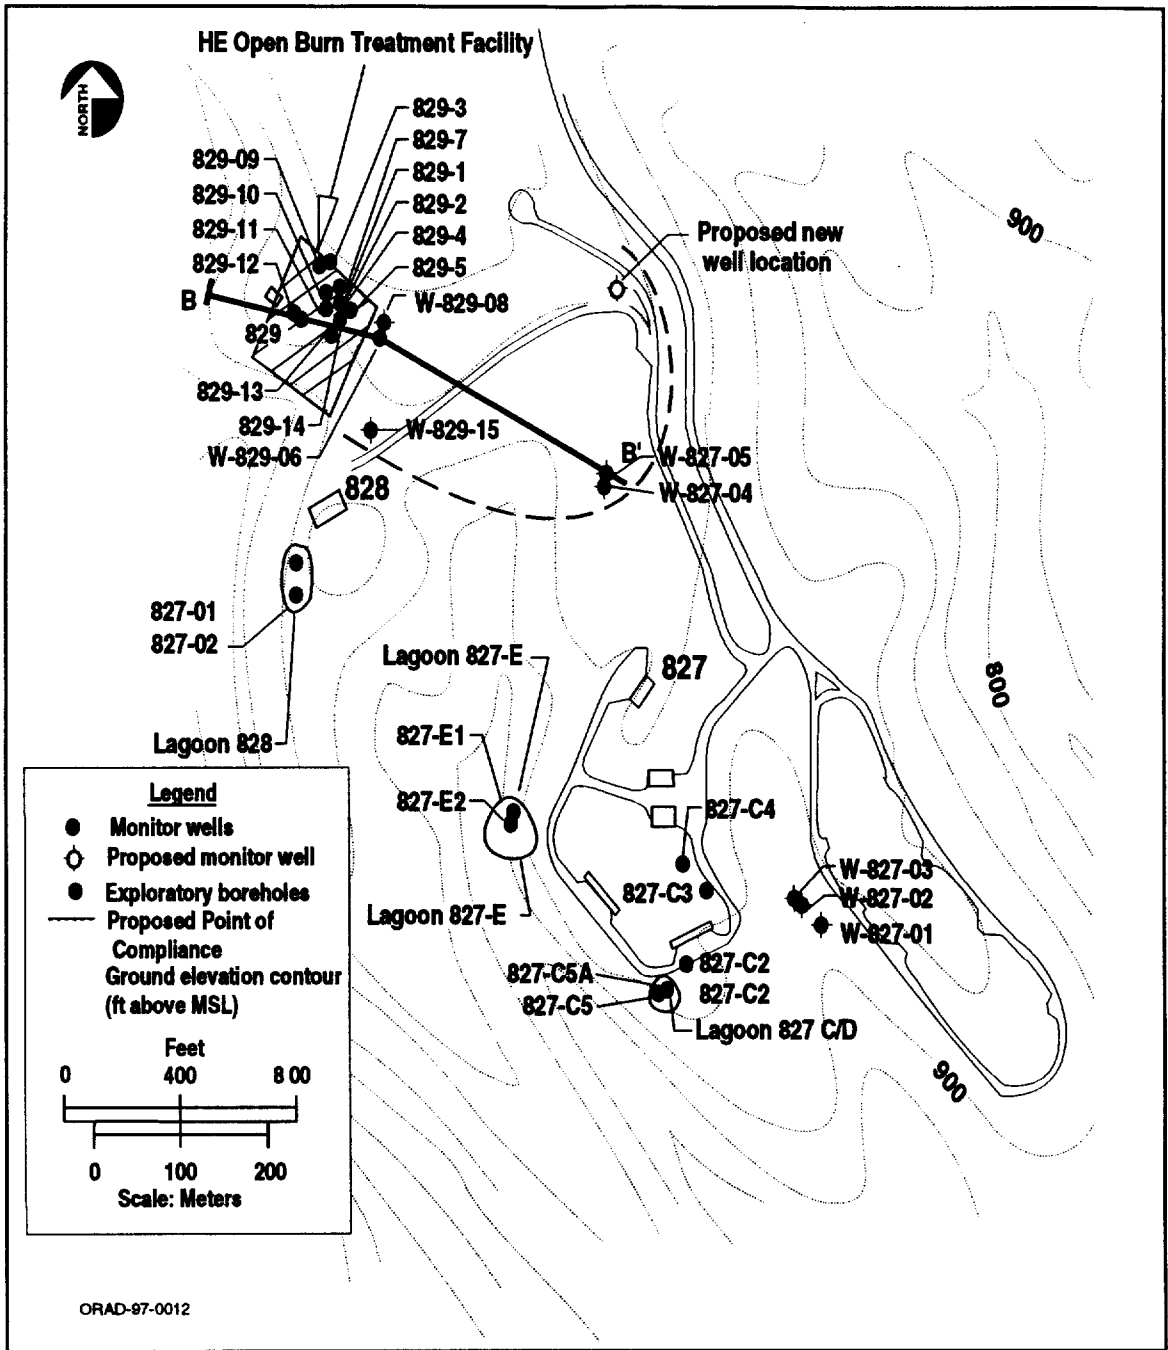 HE Open Burn Treatment Facility
NORTH
829-3
829-7
829-1
829-2
829-4
829-5
W-829-08
829-09
829-10
829-11
829-12
B
829
829-13
829-14
W-829-06
W-829-15
Proposed new
well location
900
B'
W-827-05
W-827-04
828
827-01
827-02
Lagoon 828
Lagoon 827-E
827
800
827-E1
827-E2
827-C4
827-C3
Lagoon 827-E
W-827-03
W-827-02
W-827-01
827-C2
827-C5A
827-C5
827-C2
Lagoon 827 C/D
900
Legend
Monitor wells
Proposed monitor well
Exploratory boreholes
Proposed Point of
Compliance
Ground elevation contour
(ft above MSL)
Feet
0 400 8 00
0 100 200
Scale: Meters
ORAD-97-0012